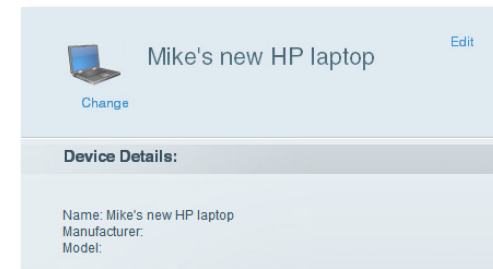 Mike's new HP laptop
Edit
Change
Device Details:
Name: Mike's new HP laptop
Manufacturer:
Model: